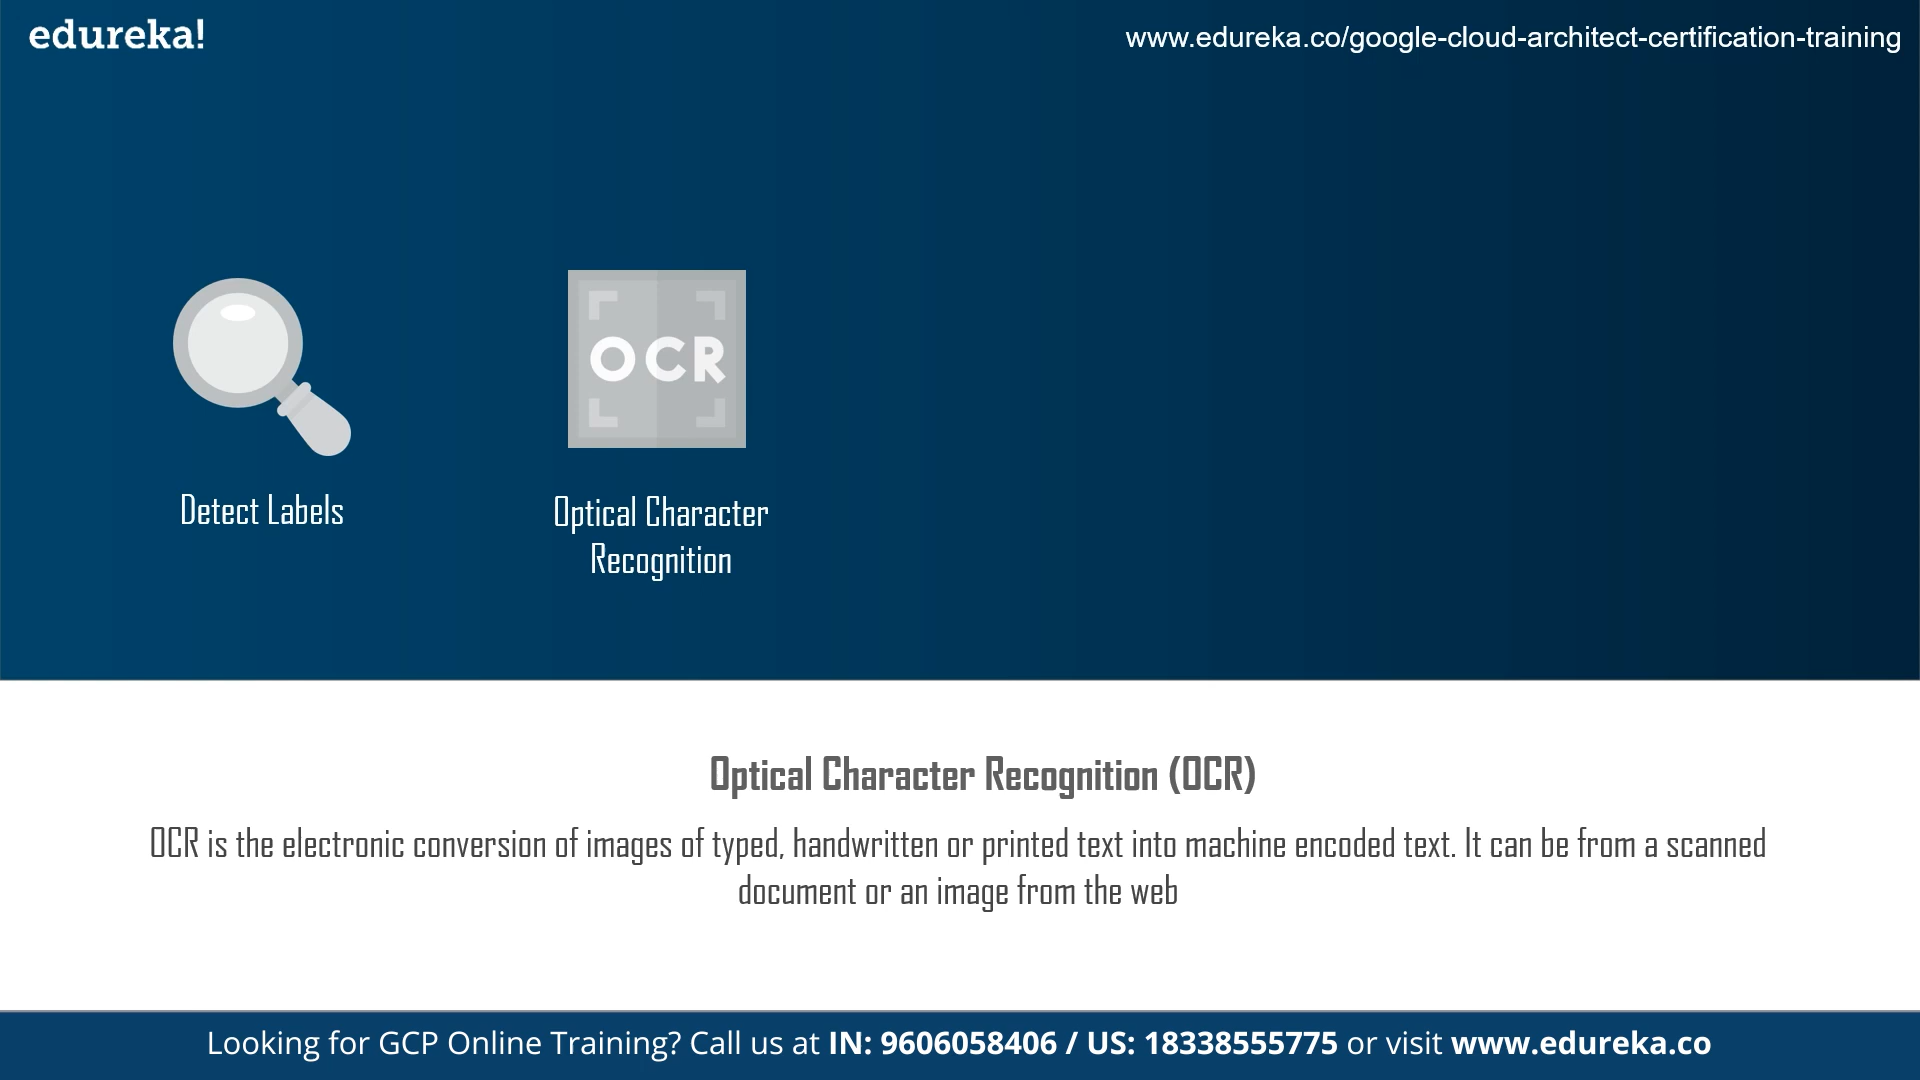 edureka!
www.edureka.co/google-cloud-architect-certification-training
OCR
Detect Labels
Optical Character
Recognition
Optical Character Recognition (OCR)
OCR is the electronic conversion of images of typed, handwritten or printed text into machine encoded text. It can be from a scanned
document or an image from the web
Looking for GCP Online Training? Call us at IN: 9606058406 / US: 18338555775 or visit www.edureka.co